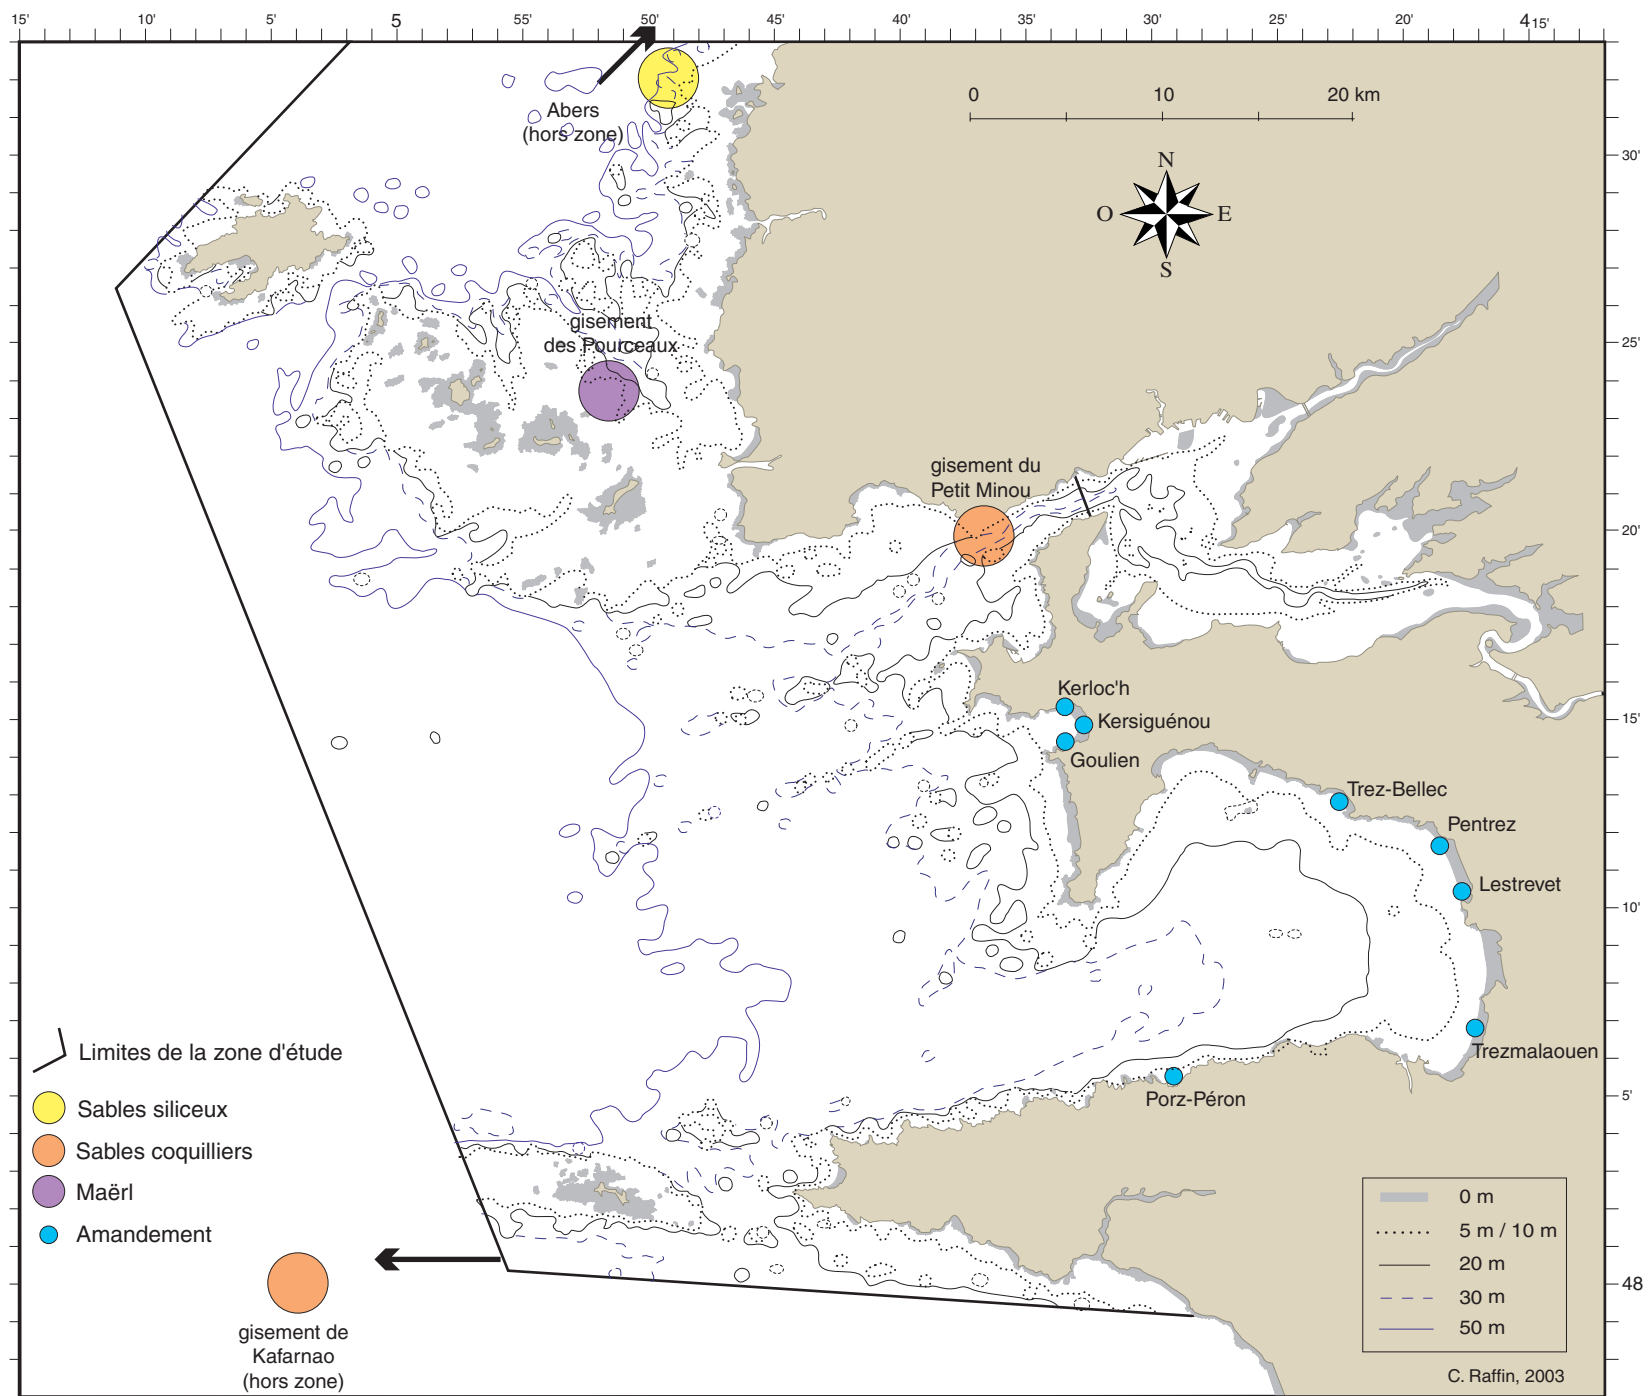 15' 10' 5' 5 55' 50' 45' 40' 35' 30' 25' 20' 4 15'
0 10 20 km
Abers
(hors zone)
N
O E
S
30'
25'
20'
15'
10'
5'
48
gisement
des Pourceaux
gisement du
Petit Minou
Kerloc'h
Kersiguénou
Goulien
Trez-Bellec
Pentrez
Lestrevet
Trezmalaouen
Porz-Péron
Limites de la zone d'étude
Sables siliceux
Sables coquilliers
Maërl
Amandement
gisement de
Kafarnao
(hors zone)
0 m
5 m / 10 m
20 m
30 m
50 m
C. Raffin, 2003